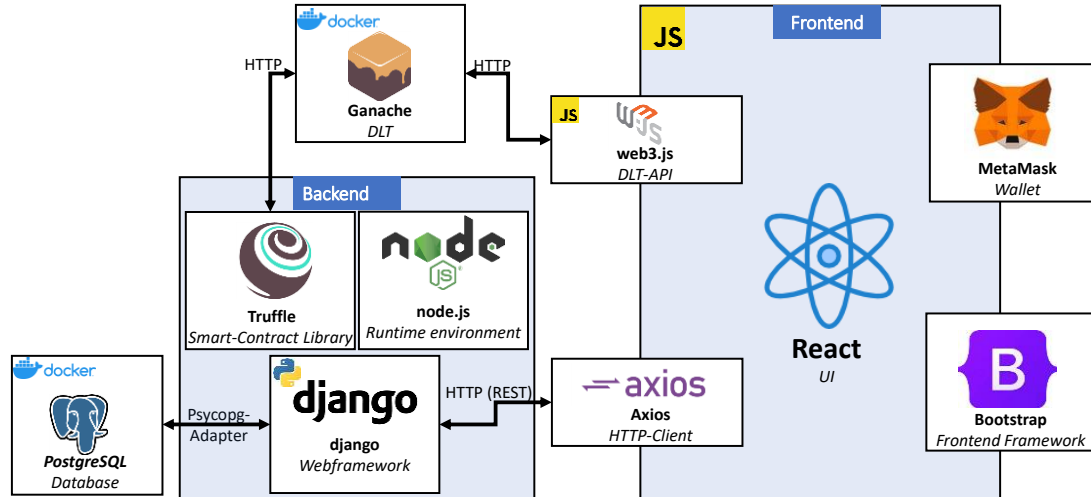 docker
Ganache
DLT
HTTP
HTTP
JS
Frontend
JS
W3JS
web3.js
DLT-API
MetaMask
Wallet
Backend
Truffle
Smart-Contract Library
node
JS
node.js
Runtime environment
React
UI
B
Bootstrap
Frontend Framework
docker
PostgreSQL
Database
Psycopg-
Adapter
django
django
Webframework
HTTP (REST)
axios
Axios
HTTP-Client